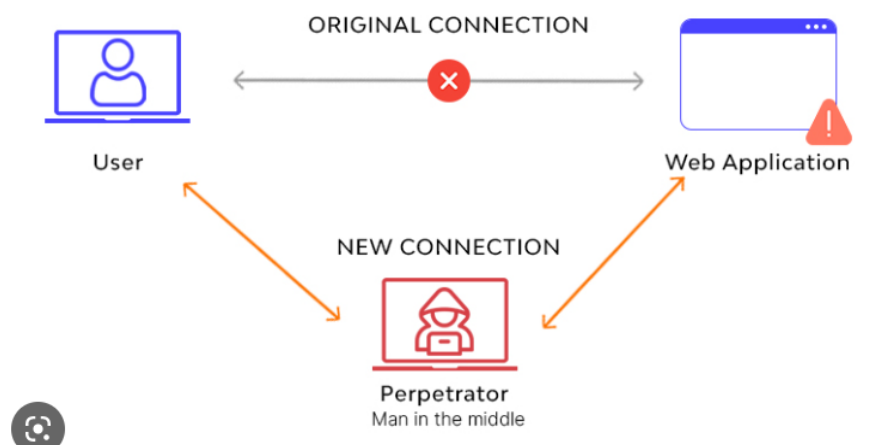 ORIGINAL CONNECTION
User
Web Application
NEW CONNECTION
Perpetrator
Man in the middle